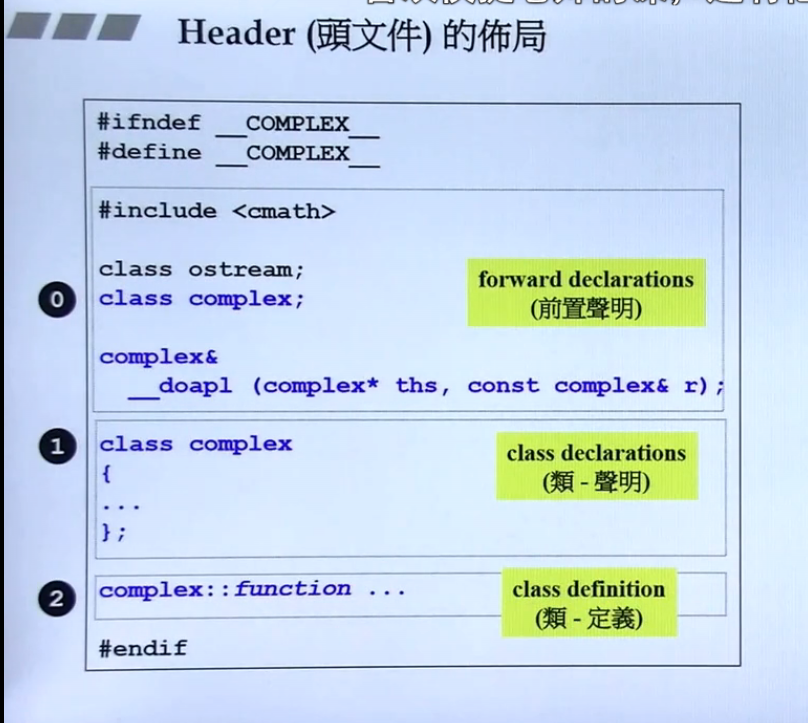 Header (頭文件) 的佈局
#ifndef __COMPLEX__
#define __COMPLEX__
#include <cmath>
class ostream;
0
class complex;
forward declarations
(前置聲明)
complex&
__doapl (complex* ths, const complex& r);
1
class complex
{
...
};
class declarations
(類 - 聲明)
2
complex::function ...
class definition
(類 - 定義)
#endif